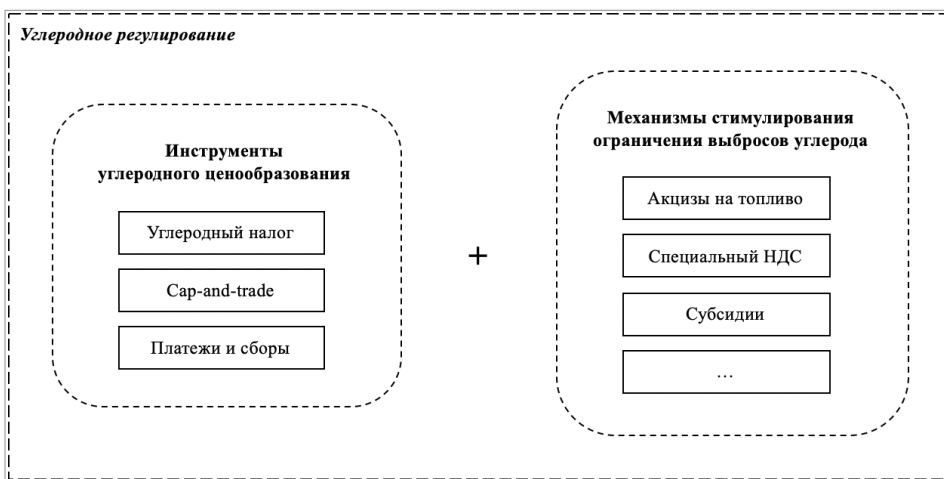 Углеродное регулирование
Инструменты
углеродного ценообразования
Углеродный налог
Cap-and-trade
Платежи и сборы
+
Механизмы стимулирования
ограничения выбросов углерода
Акцизы на топливо
Специальный НДС
Субсидии
…